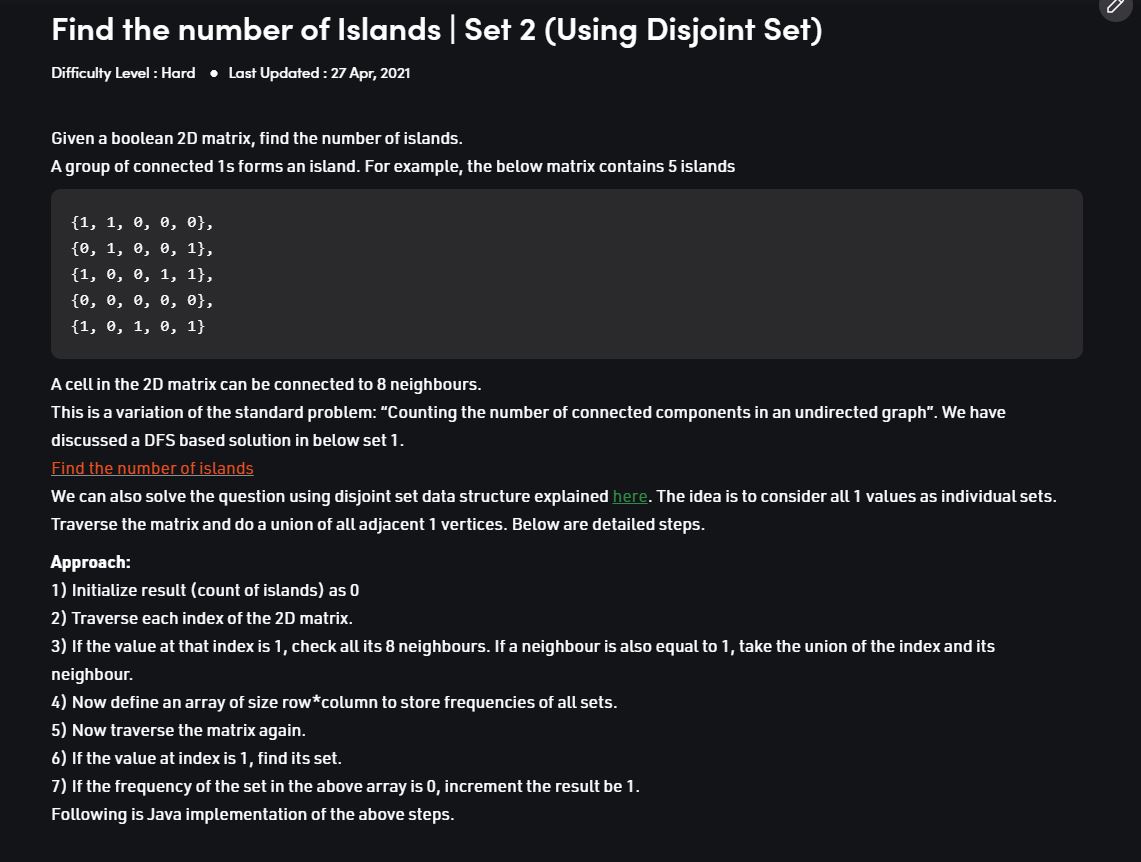 Find the number of Islands | Set 2 (Using Disjoint Set)
Difficulty Level : Hard ● Last Updated : 27 Apr, 2021
Given a boolean 2D matrix, find the number of islands.
A group of connected 1s forms an island. For example, the below matrix contains 5 islands
{1, 1, 0, 0, 0},
{0, 1, 0, 0, 1},
{1, 0, 0, 1, 1},
{0, 0, 0, 0, 0},
{1, 0, 1, 0, 1}
A cell in the 2D matrix can be connected to 8 neighbours.
This is a variation of the standard problem: “Counting the number of connected components in an undirected graph”. We have
discussed a DFS based solution in below set 1.
Find the number of islands
We can also solve the question using disjoint set data structure explained here. The idea is to consider all 1 values as individual sets.
Traverse the matrix and do a union of all adjacent 1 vertices. Below are detailed steps.
Approach:
1) Initialize result (count of islands) as 0
2) Traverse each index of the 2D matrix.
3) If the value at that index is 1, check all its 8 neighbours. If a neighbour is also equal to 1, take the union of the index and its
neighbour.
4) Now define an array of size row*column to store frequencies of all sets.
5) Now traverse the matrix again.
6) If the value at index is 1, find its set.
7) If the frequency of the set in the above array is 0, increment the result be 1.
Following is Java implementation of the above steps.